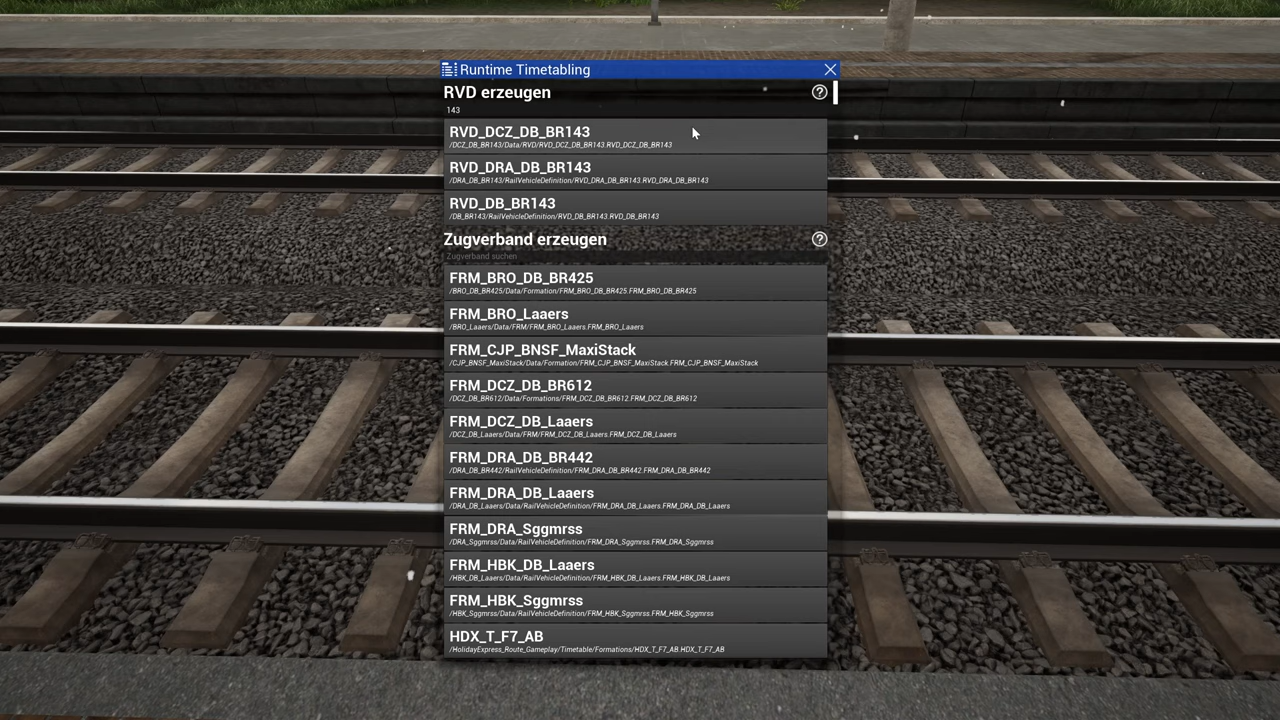 Runtime Timetabling
RVD erzeugen
143
RVD_DCZ_DB_BR143
/DCZ_DB_BR143/Data/RVD/RVD_DCZ_DB_BR143.RVD_DCZ_DB_BR143
RVD_DRA_DB_BR143
/DRA_DB_BR143/RailVehicleDefinition/RVD_DRA_DB_BR143.RVD_DRA_DB_BR143
RVD_DB_BR143
/DB_BR143/RailVehicleDefinition/RVD_DB_BR143.RVD_DB_BR143
Zugverband erzeugen
Zugverband suchen
FRM_BRO_DB_BR425
/BRO_DB_BR425/Data/Formation/FRM_BRO_DB_BR425.FRM_BRO_DB_BR425
FRM_BRO_Laaers
/BRO_Laaers/Data/FRM/FRM_BRO_Laaers.FRM_BRO_Laaers
FRM_CJP_BNSF_MaxiStack
/CJP_BNSF_MaxiStack/Data/Formation/FRM_CJP_BNSF_MaxiStack.FRM_CJP_BNSF_MaxiStack
FRM_DCZ_DB_BR612
/DCZ_DB_BR612/Data/Formations/FRM_DCZ_DB_BR612.FRM_DCZ_DB_BR612
FRM_DCZ_DB_Laaers
/DCZ_DB_Laaers/Data/FRM/FRM_DCZ_DB_Laaers.FRM_DCZ_DB_Laaers
FRM_DRA_DB_BR442
/DRA_DB_BR442/RailVehicleDefinition/FRM_DRA_DB_BR442.FRM_DRA_DB_BR442
FRM_DRA_DB_Laaers
/DRA_DB_Laaers/Data/RailVehicleDefinition/FRM_DRA_DB_Laaers.FRM_DRA_DB_Laaers
FRM_DRA_Sggmrss
/DRA_Sggmrss/Data/RailVehicleDefinition/FRM_DRA_Sggmrss.FRM_DRA_Sggmrss
FRM_HBK_DB_Laaers
/HBK_DB_Laaers/Data/RailVehicleDefinition/FRM_HBK_DB_Laaers.FRM_HBK_DB_Laaers
FRM_HBK_Sggmrss
/HBK_Sggmrss/Data/RailVehicleDefinition/FRM_HBK_Sggmrss.FRM_HBK_Sggmrss
HDX_T_F7_AB
/HolidayExpress_Route_Gameplay/Timetable/Formations/HDX_T_F7_AB.HDX_T_F7_AB